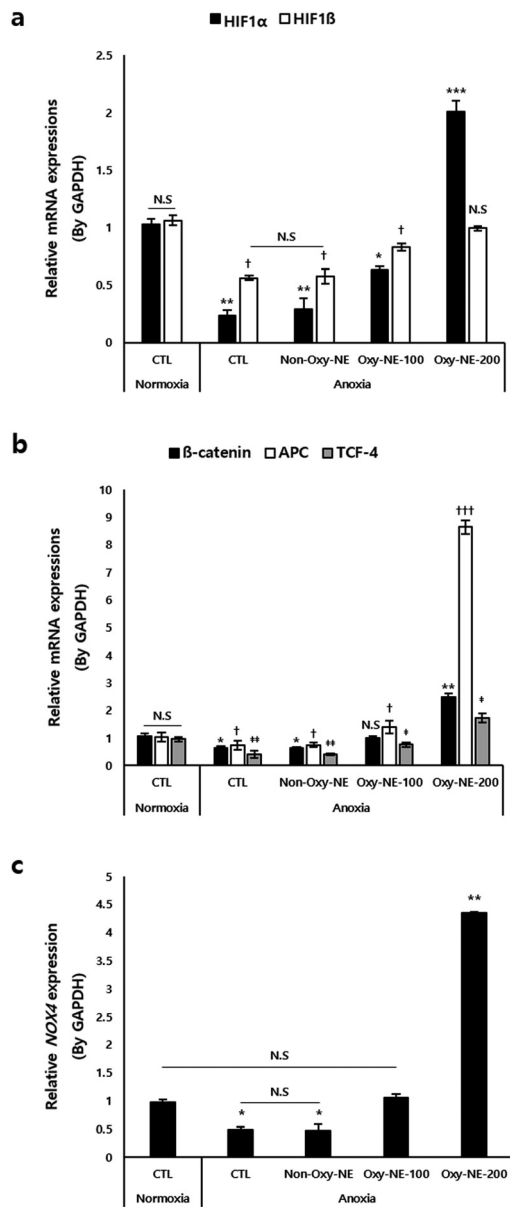 a
HIF1α HIF1ß
Relative mRNA expressions
(By GAPDH)
2.5
2
1.5
1
0.5
0
N.S
**
†
N.S
**
†
*
†
***
N.S
CTL CTL Non-Oxy-NE Oxy-NE-100 Oxy-NE-200
Normoxia Anoxia
b
ß-catenin APC TCF-4
Relative mRNA expressions
(By GAPDH)
10
9
8
7
6
5
4
3
2
1
0
N.S
*
†
‡‡
*
†
‡‡
N.S
†
‡
**
†††
‡
CTL CTL Non-Oxy-NE Oxy-NE-100 Oxy-NE-200
Normoxia Anoxia
c
Relative NOX4 expression
(By GAPDH)
5
4.5
4
3.5
3
2.5
2
1.5
1
0.5
0
N.S
N.S
*
*
**
CTL CTL Non-Oxy-NE Oxy-NE-100 Oxy-NE-200
Normoxia Anoxia